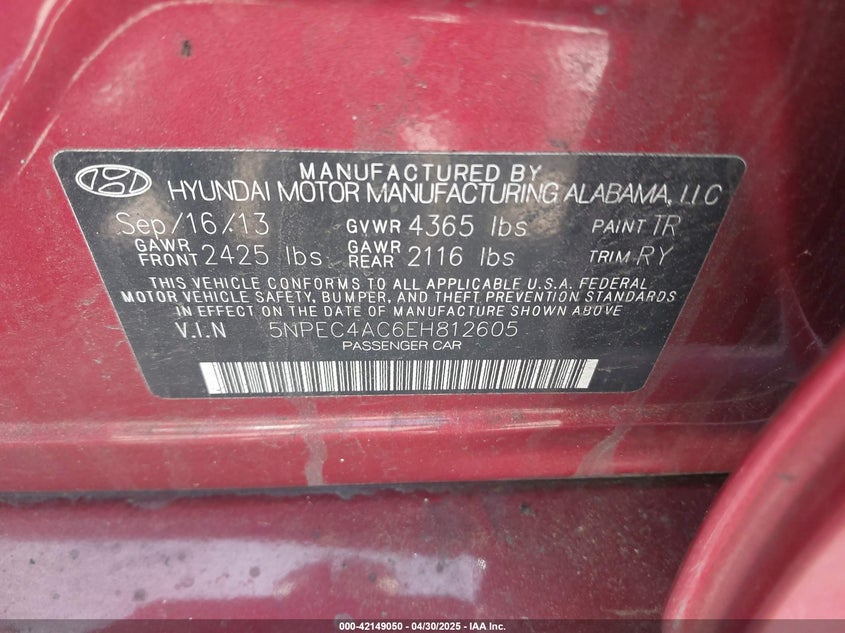 MANUFACTURED BY
HYUNDAI MOTOR MANUFACTURING ALABAMA, LLC
Sep/16/13 GVWR 4365 lbs PAINT TR
GAWR FRONT 2425 lbs GAWR REAR 2116 lbs TRIM RY
THIS VEHICLE CONFORMS TO ALL APPLICABLE U.S.A. FEDERAL
MOTOR VEHICLE SAFETY, BUMPER, AND THEFT PREVENTION STANDARDS
IN EFFECT ON THE DATE OF MANUFACTURE SHOWN ABOVE
V.I.N 5NPEC4AC6EH812605
PASSENGER CAR
000-42149050 - 04/30/2025 - IAA Inc.